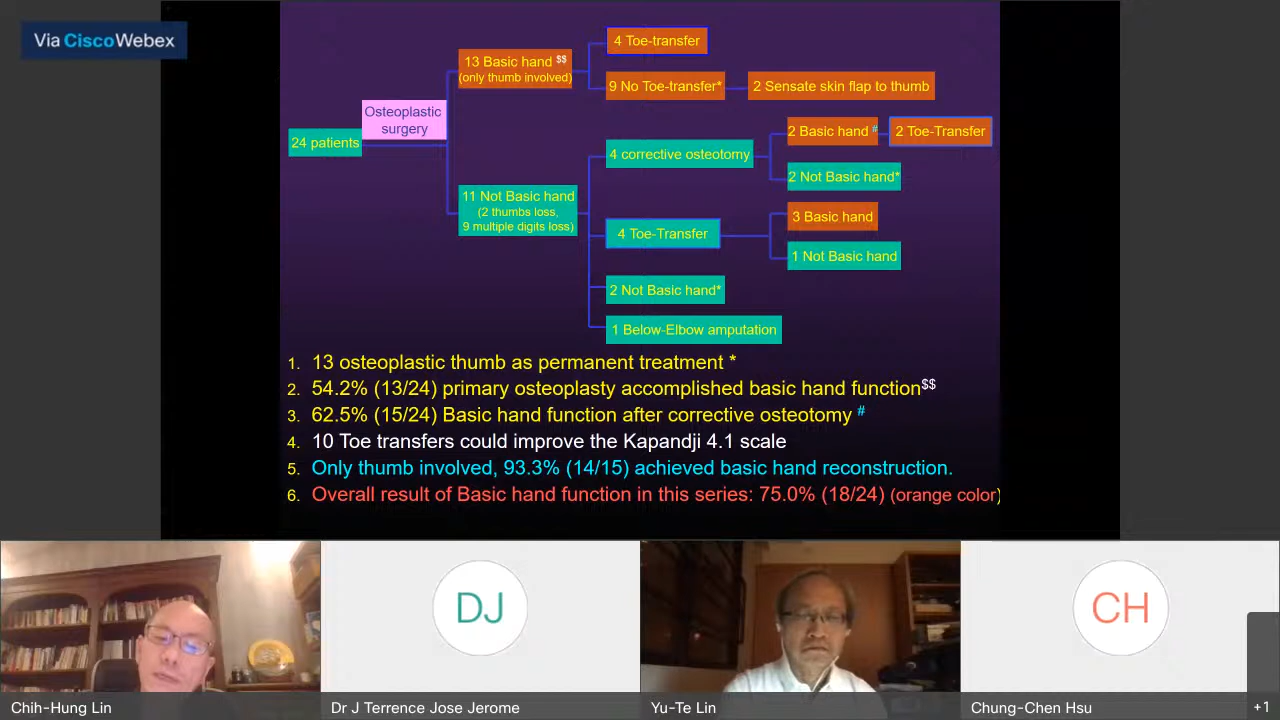 Via Cisco Webex
4 Toe-transfer
13 Basic hand $$
(only thumb involved)
9 No Toe-transfer*
2 Sensate skin flap to thumb
Osteoplastic
surgery
24 patients
2 Basic hand #
2 Toe-Transfer
4 corrective osteotomy
2 Not Basic hand*
11 Not Basic hand
(2 thumbs loss,
9 multiple digits loss)
3 Basic hand
4 Toe-Transfer
1 Not Basic hand
2 Not Basic hand*
1 Below-Elbow amputation
1. 13 osteoplastic thumb as permanent treatment *
2. 54.2% (13/24) primary osteoplasty accomplished basic hand function$$
3. 62.5% (15/24) Basic hand function after corrective osteotomy #
4. 10 Toe transfers could improve the Kapandji 4.1 scale
5. Only thumb involved, 93.3% (14/15) achieved basic hand reconstruction.
6. Overall result of Basic hand function in this series: 75.0% (18/24) (orange color)
DJ
CH
Chih-Hung Lin
Dr J Terrence Jose Jerome
Yu-Te Lin
Chung-Chen Hsu
+1